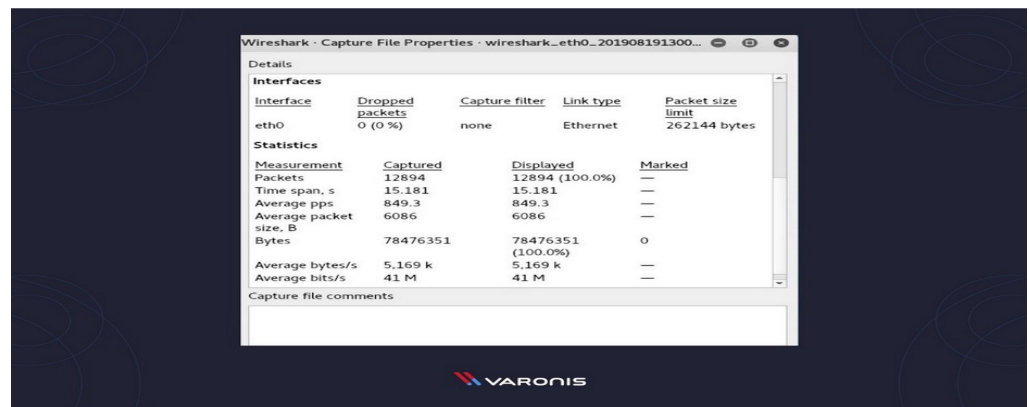 Wireshark · Capture File Properties · wireshark_eth0_201908191300...
Details
Interfaces
Interface Dropped packets Capture filter Link type Packet size limit
eth0 0 (0 %) none Ethernet 262144 bytes
Statistics
Measurement Captured Displayed Marked
Packets 12894 12894 (100.0%) —
Time span, s 15.181 15.181 —
Average pps 849.3 849.3 —
Average packet size, B 6086 6086 —
Bytes 78476351 78476351 (100.0%) 0
Average bytes/s 5,169 k 5,169 k —
Average bits/s 41 M 41 M —
Capture file comments
VARONIS